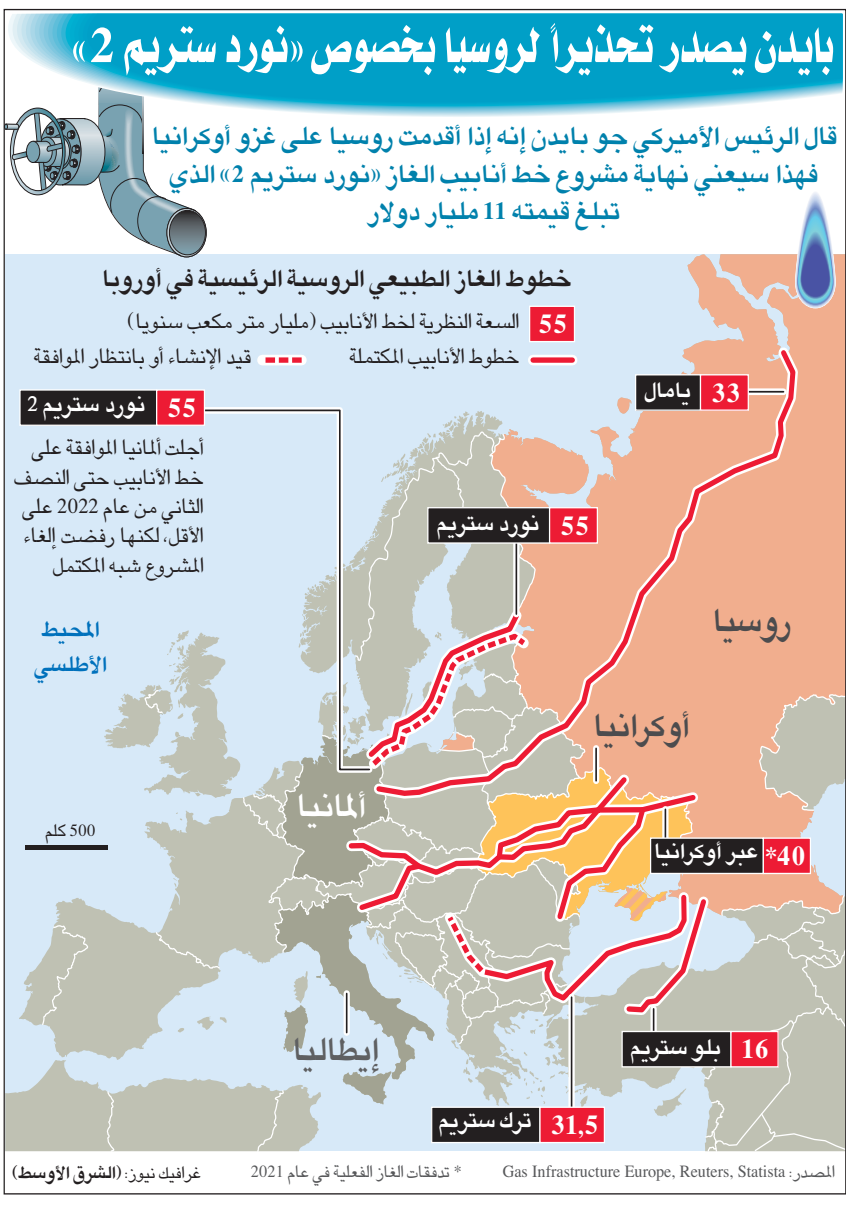 بايدن يصدر تحذيراً لروسيا بخصوص «نورد ستريم 2»
قال الرئيس الأميركي جو بايدن إنه إذا أقدمت روسيا على غزو أوكرانيا
فهذا سيعني نهاية مشروع خط أنابيب الغاز «نورد ستريم 2» الذي
تبلغ قيمته 11 مليار دولار
خطوط الغاز الطبيعي الروسية الرئيسية في أوروبا
55 السعة النظرية لخط الأنابيب (مليار متر مكعب سنويا)
خطوط الأنابيب المكتملة
قيد الإنشاء أو بانتظار الموافقة
33 يامال
55 نورد ستريم 2
أجلت ألمانيا الموافقة على
خط الأنابيب حتى النصف
الثاني من عام 2022 على
الأقل، لكنها رفضت إلغاء
المشروع شبه المكتمل
55 نورد ستريم
روسيا
المحيط
الأطلسي
أوكرانيا
ألمانيا
500 كلم
40* عبر أوكرانيا
إيطاليا
16 بلو ستريم
31,5 ترك ستريم
المصدر: Gas Infrastructure Europe, Reuters, Statista
* تدفقات الغاز الفعلية في عام 2021
غرافيك نيوز: (الشرق الأوسط)